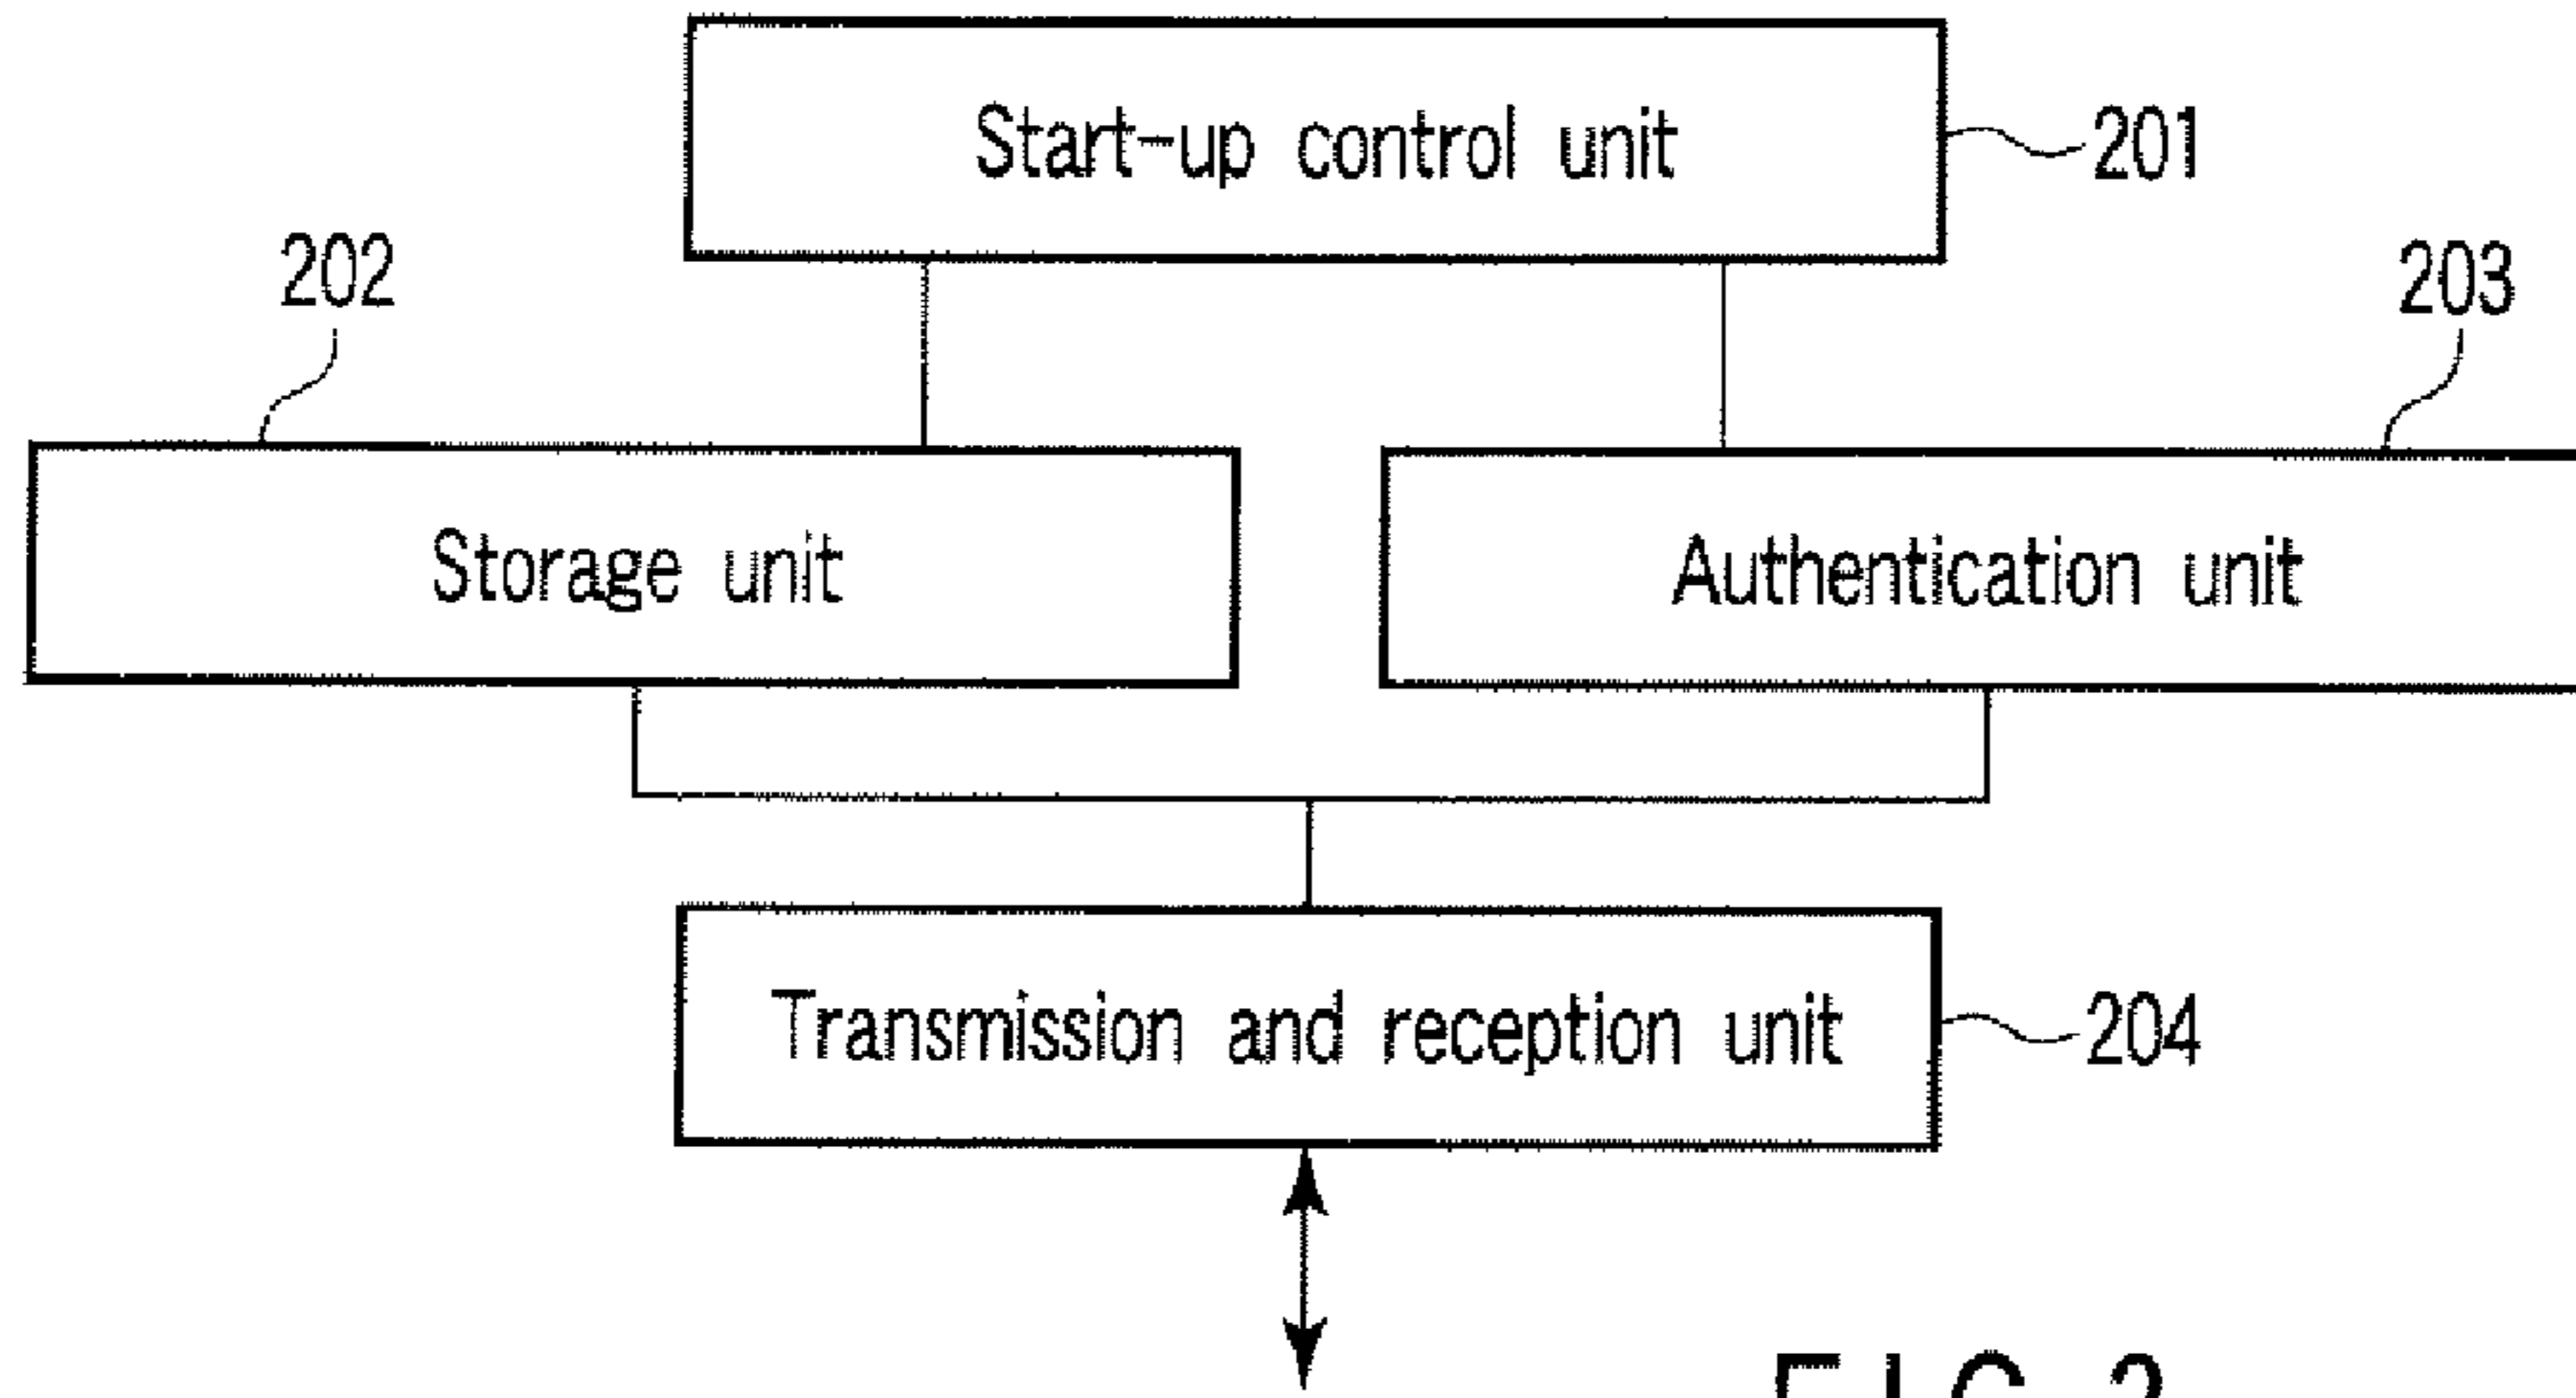 Start-up control unit
201
202
203
Storage unit
Authentication unit
Transmission and reception unit
204